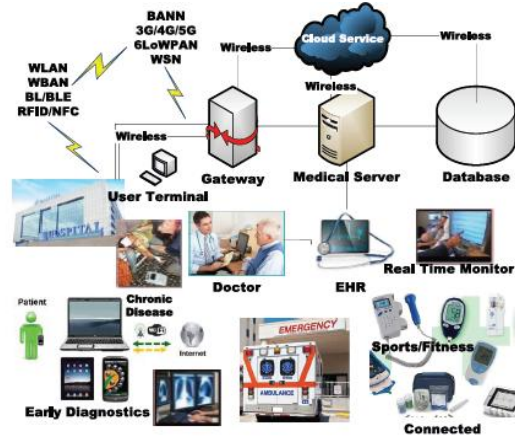 BANN
3G/4G/5G
6LoWPAN
WSN
Cloud Service
Wireless
Wireless
Wireless
WLAN
WBAN
BL/BLE
RFID/NFC
Wireless
User Terminal
Gateway
Medical Server
Database
HOSPITAL
Doctor
EHR
Real Time Monitor
Patient
Chronic
Disease
Internet
EMERGENCY
AMBULANCE
Sports/Fitness
Early Diagnostics
Connected